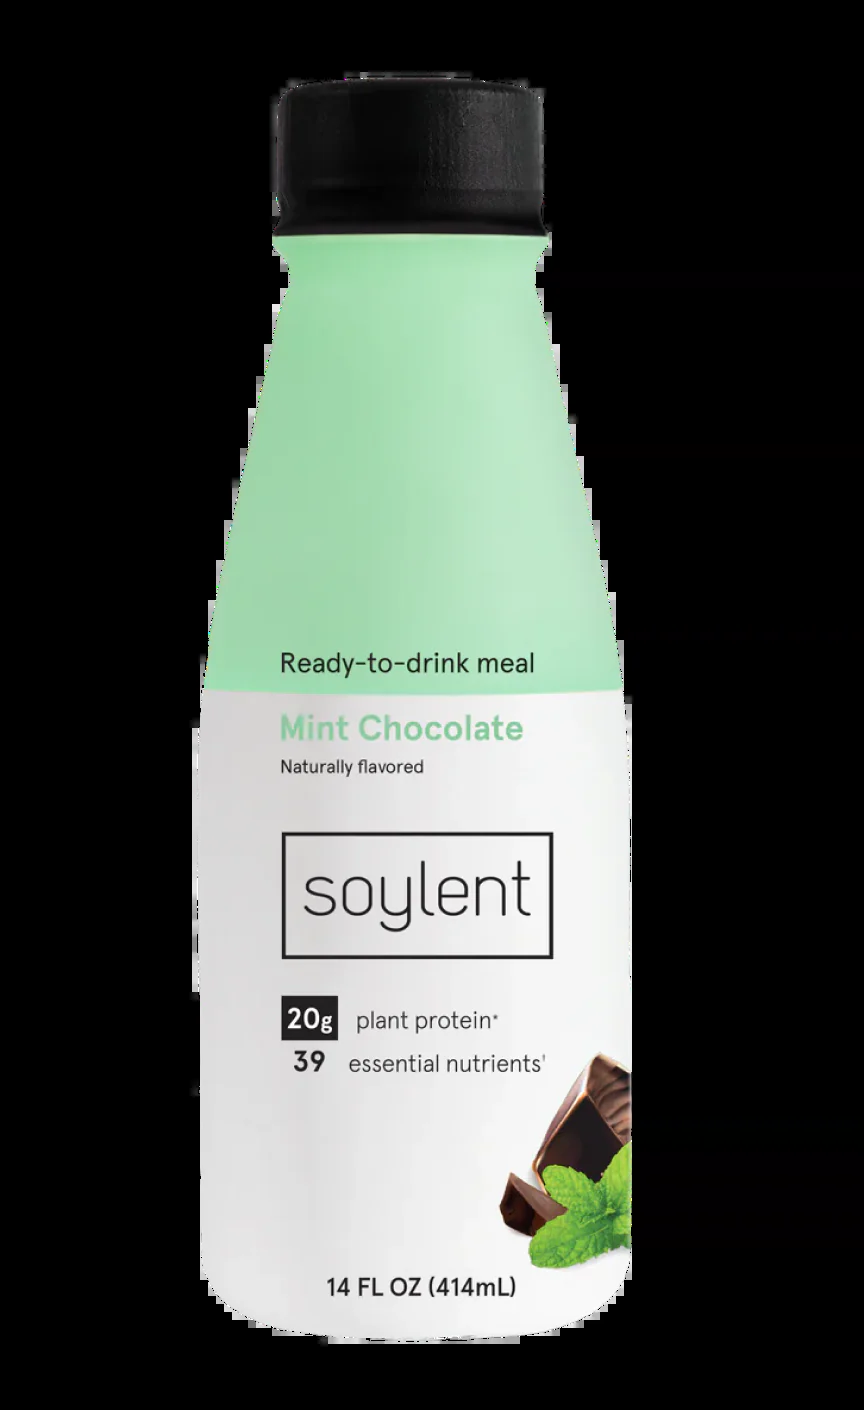 Ready-to-drink meal
Mint Chocolate
Naturally flavored
soylent
20g plant protein*
39 essential nutrients†
14 FL OZ (414mL)